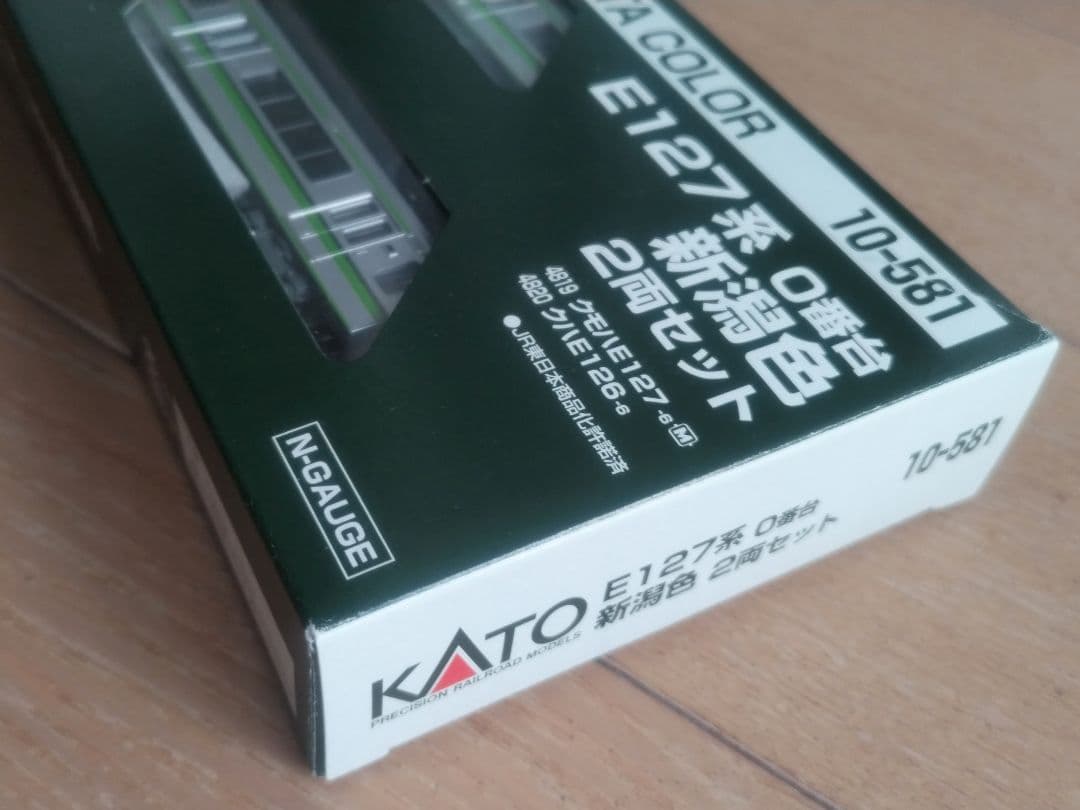 TA COLOR
10-581
E127系 0番台
新潟色
2両セット
4819 クモハE127-6 M
4820 クハE126-6
●JR東日本商品化許諾済
N-GAUGE
10-581
E127系 0番台
新潟色 2両セット
KATO
PRECISION RAILROAD MODELS